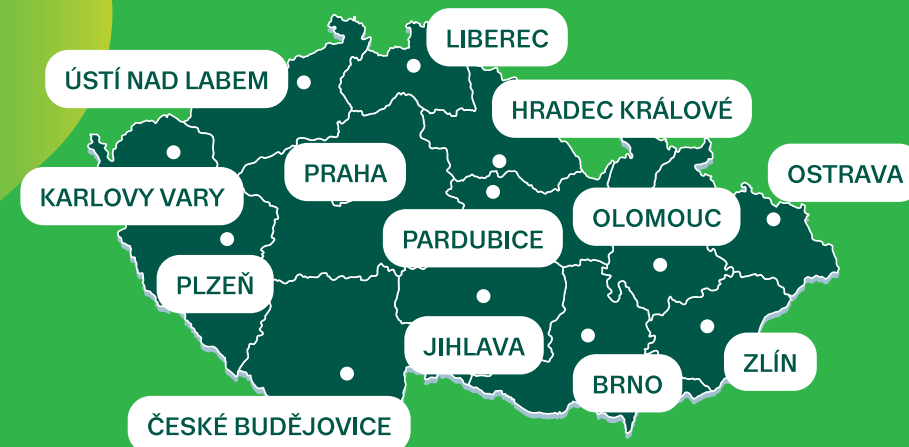 LIBEREC
ÚSTÍ NAD LABEM
HRADEC KRÁLOVÉ
PRAHA
OSTRAVA
KARLOVY VARY
OLOMOUC
PARDUBICE
PLZEŇ
JIHLAVA
ZLÍN
BRNO
ČESKÉ BUDĚJOVICE